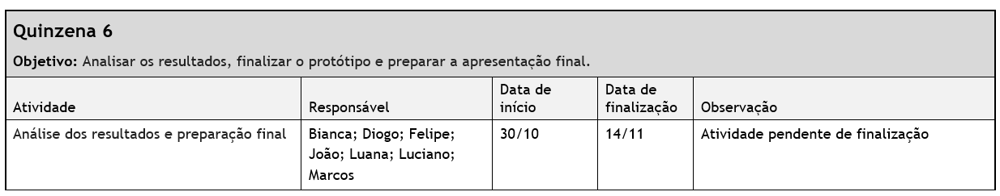 Quinzena 6
Objetivo: Analisar os resultados, finalizar o protótipo e preparar a apresentação final.
Atividade
Responsável
Data de
início
Data de
finalização
Observação
Análise dos resultados e preparação final
Bianca; Diogo; Felipe;
João; Luana; Luciano;
Marcos
30/10
14/11
Atividade pendente de finalização